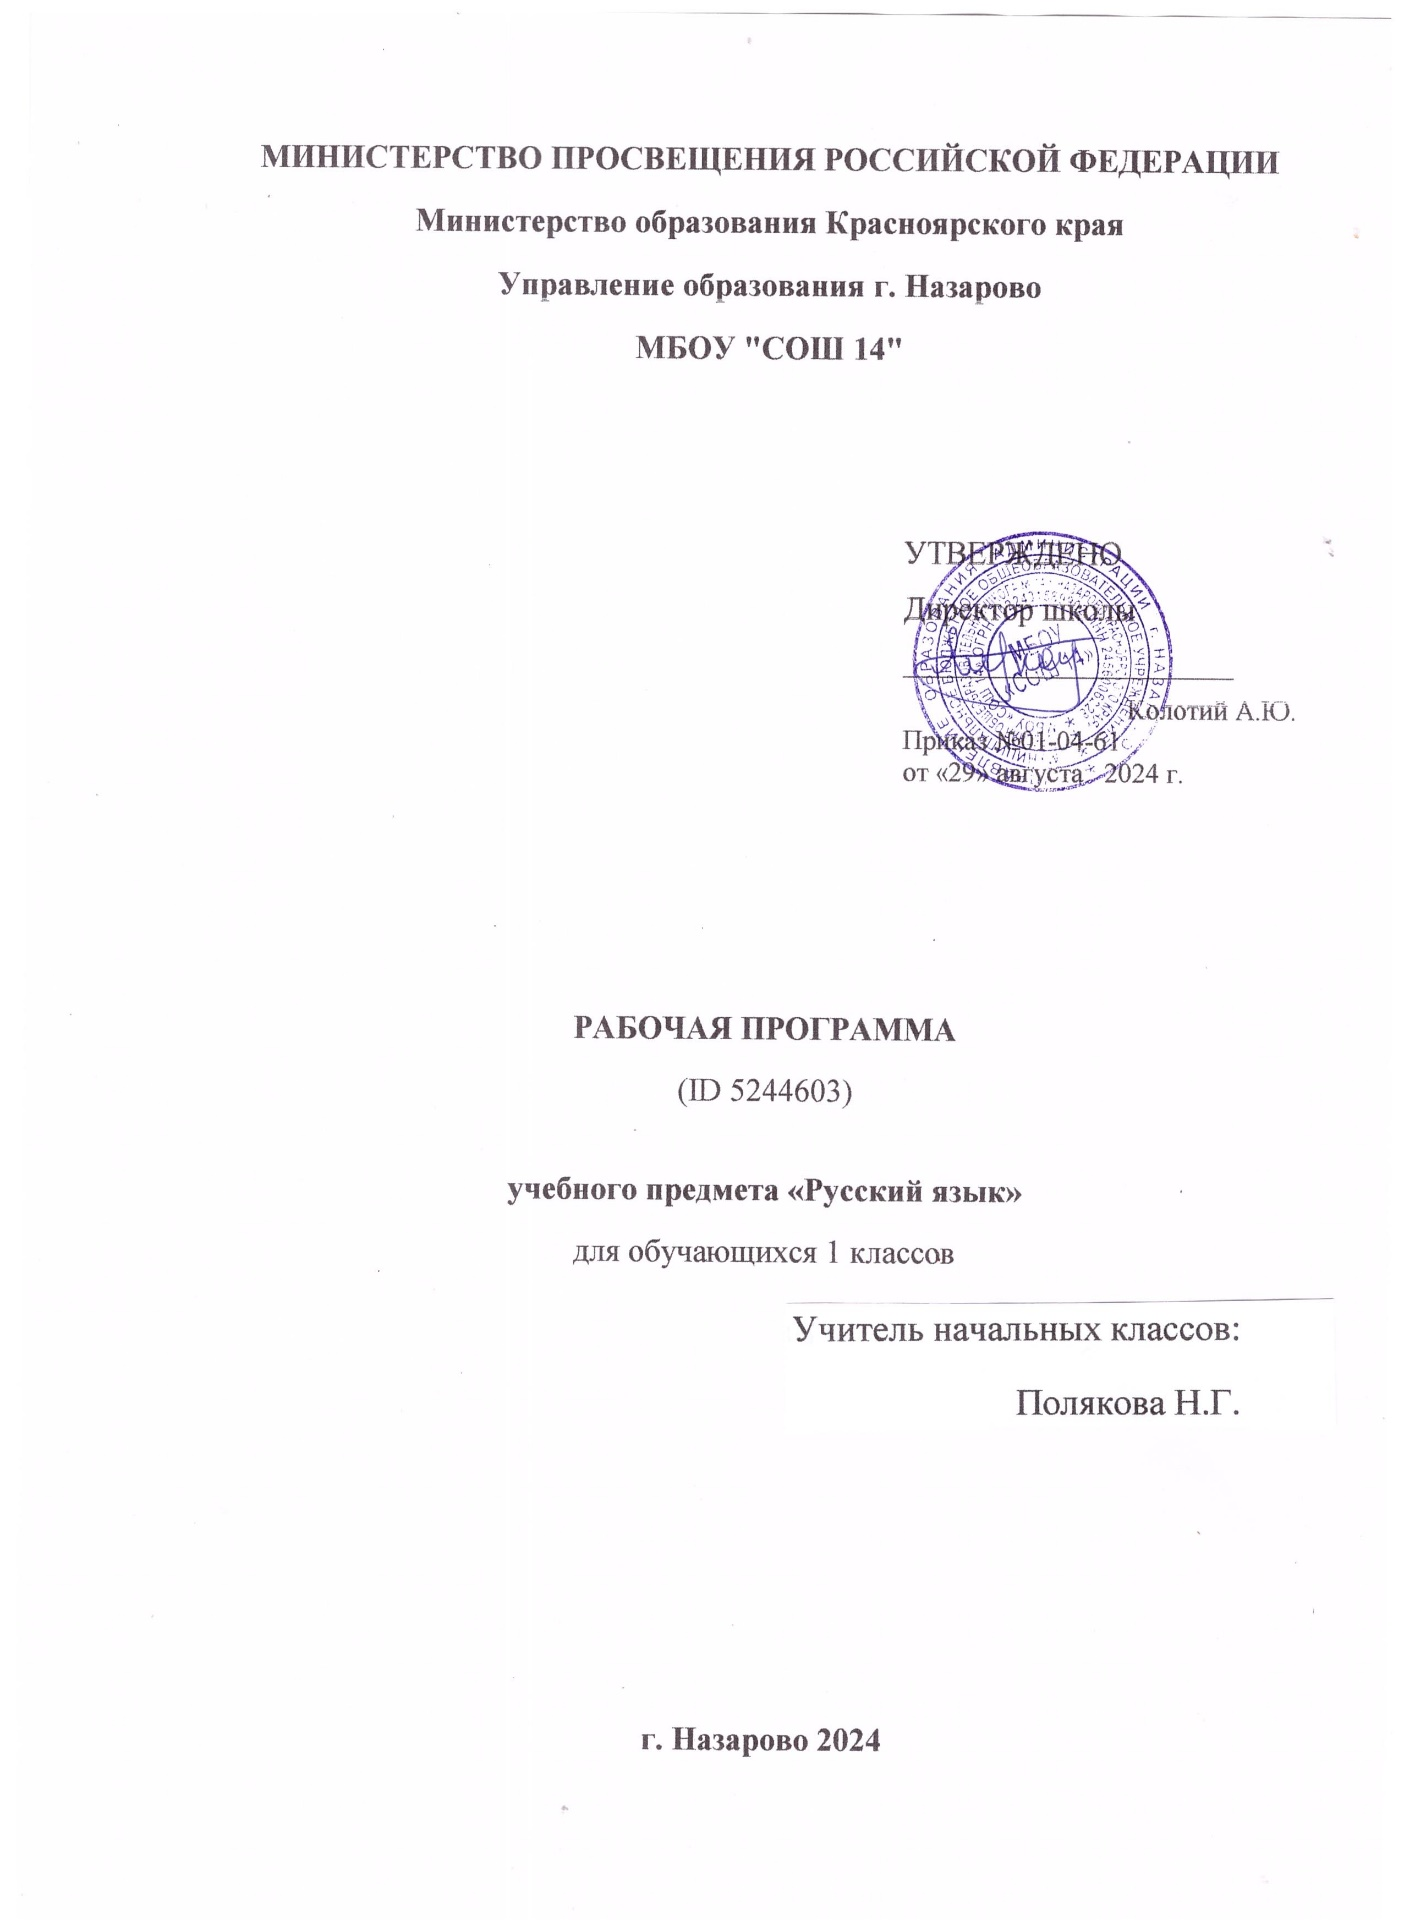 МИНИСТЕРСТВО ПРОСВЕЩЕНИЯ РОССИЙСКОЙ ФЕДЕРАЦИИ
Министерство образования Красноярского края
Управление образования г. Назарово
МБОУ "СОШ 14"
УТВЕРЖДЕНО
Директор школы
МБОУ
Колотий А.Ю.
Приказ №01-04-61
от «29» августа 2024 г.
РАБОЧАЯ ПРОГРАММА
(ID 5244603)
учебного предмета «Русский язык»
для обучающихся 1 классов
Учитель начальных классов:
Полякова Н.Г.
г. Назарово 2024